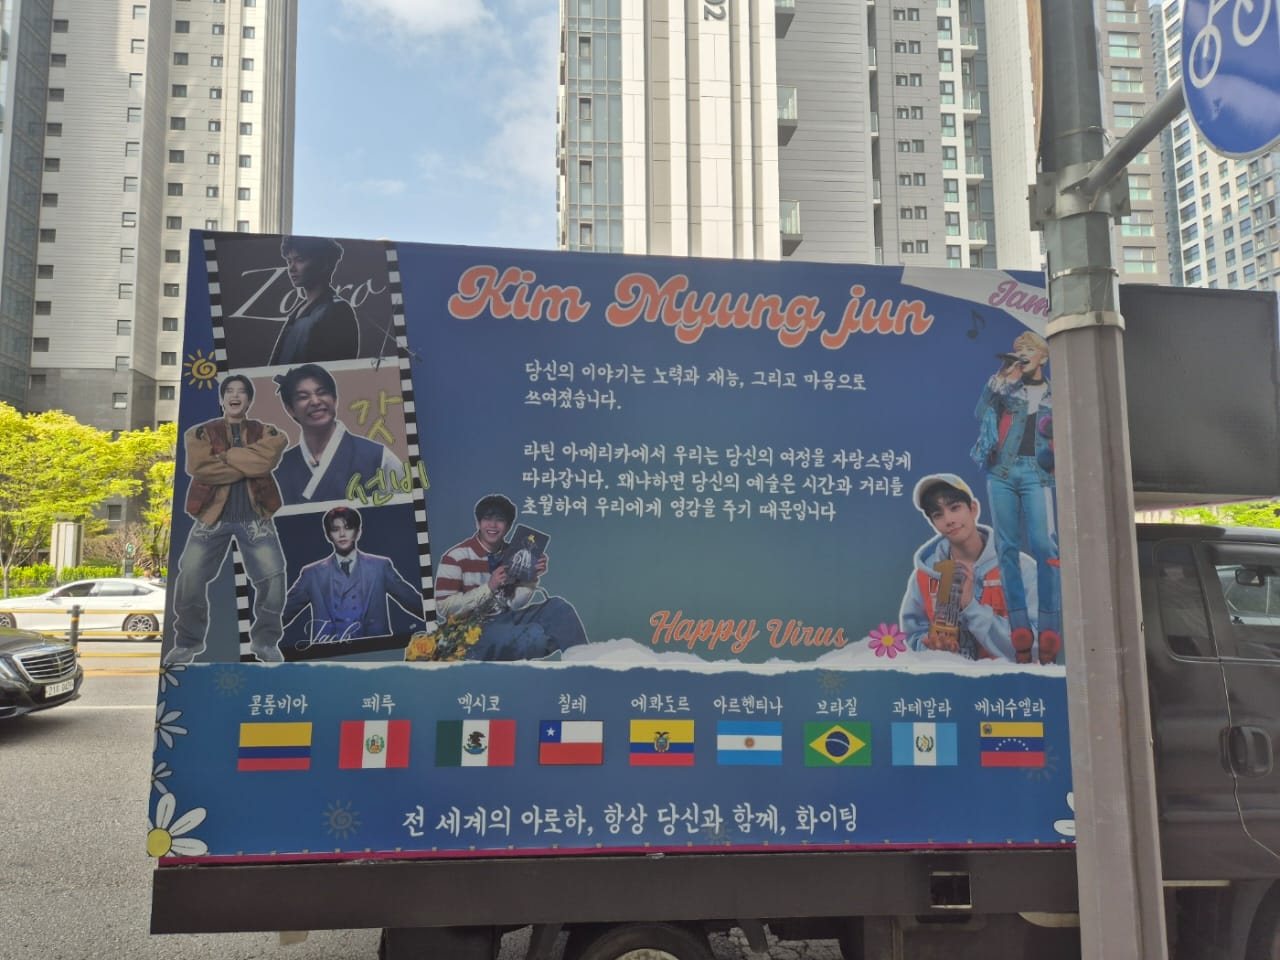 02
Zorro
Kim Myung jun
당신의 이야기는 노력과 재능, 그리고 마음으로
쓰여졌습니다.
갓
선비
라틴 아메리카에서 우리는 당신의 여정을 자랑스럽게
따라갑니다. 왜냐하면 당신의 예술은 시간과 거리를
초월하여 우리에게 영감을 주기 때문입니다
Jack
Happy Virus
콜롬비아 페루 멕시코 칠레 에콰도르 아르헨티나 브라질 과테말라 베네수엘라
전 세계의 아로하, 항상 당신과 함께, 화이팅